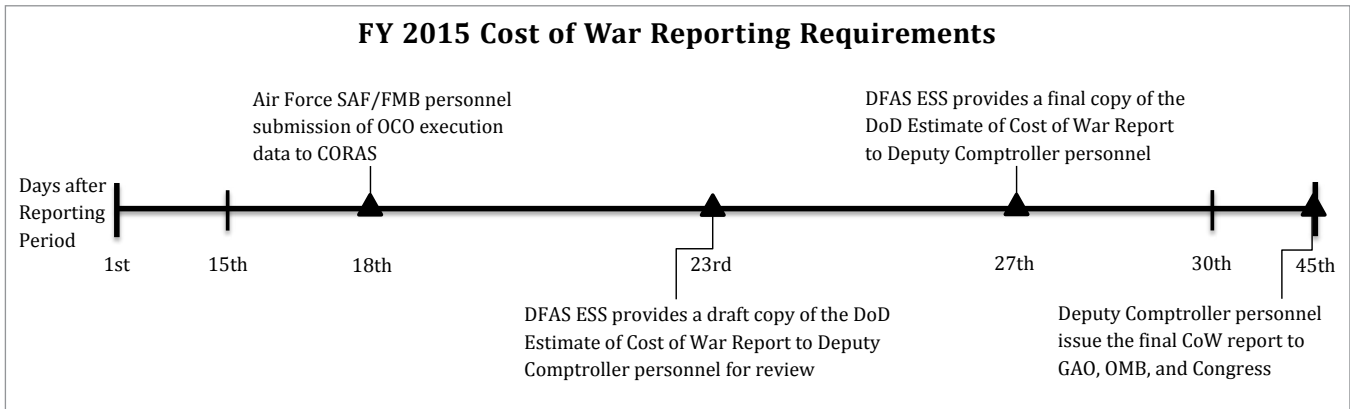 FY 2015 Cost of War Reporting Requirements
Air Force SAF/FMB personnel
submission of OCO execution
data to CORAS
DFAS ESS provides a final copy of the
DoD Estimate of Cost of War Report
to Deputy Comptroller personnel
Days after
Reporting
Period
1st
15th
18th
23rd
27th
30th
45th
DFAS ESS provides a draft copy of the DoD
Estimate of Cost of War Report to Deputy
Comptroller personnel for review
Deputy Comptroller personnel
issue the final CoW report to
GAO, OMB, and Congress